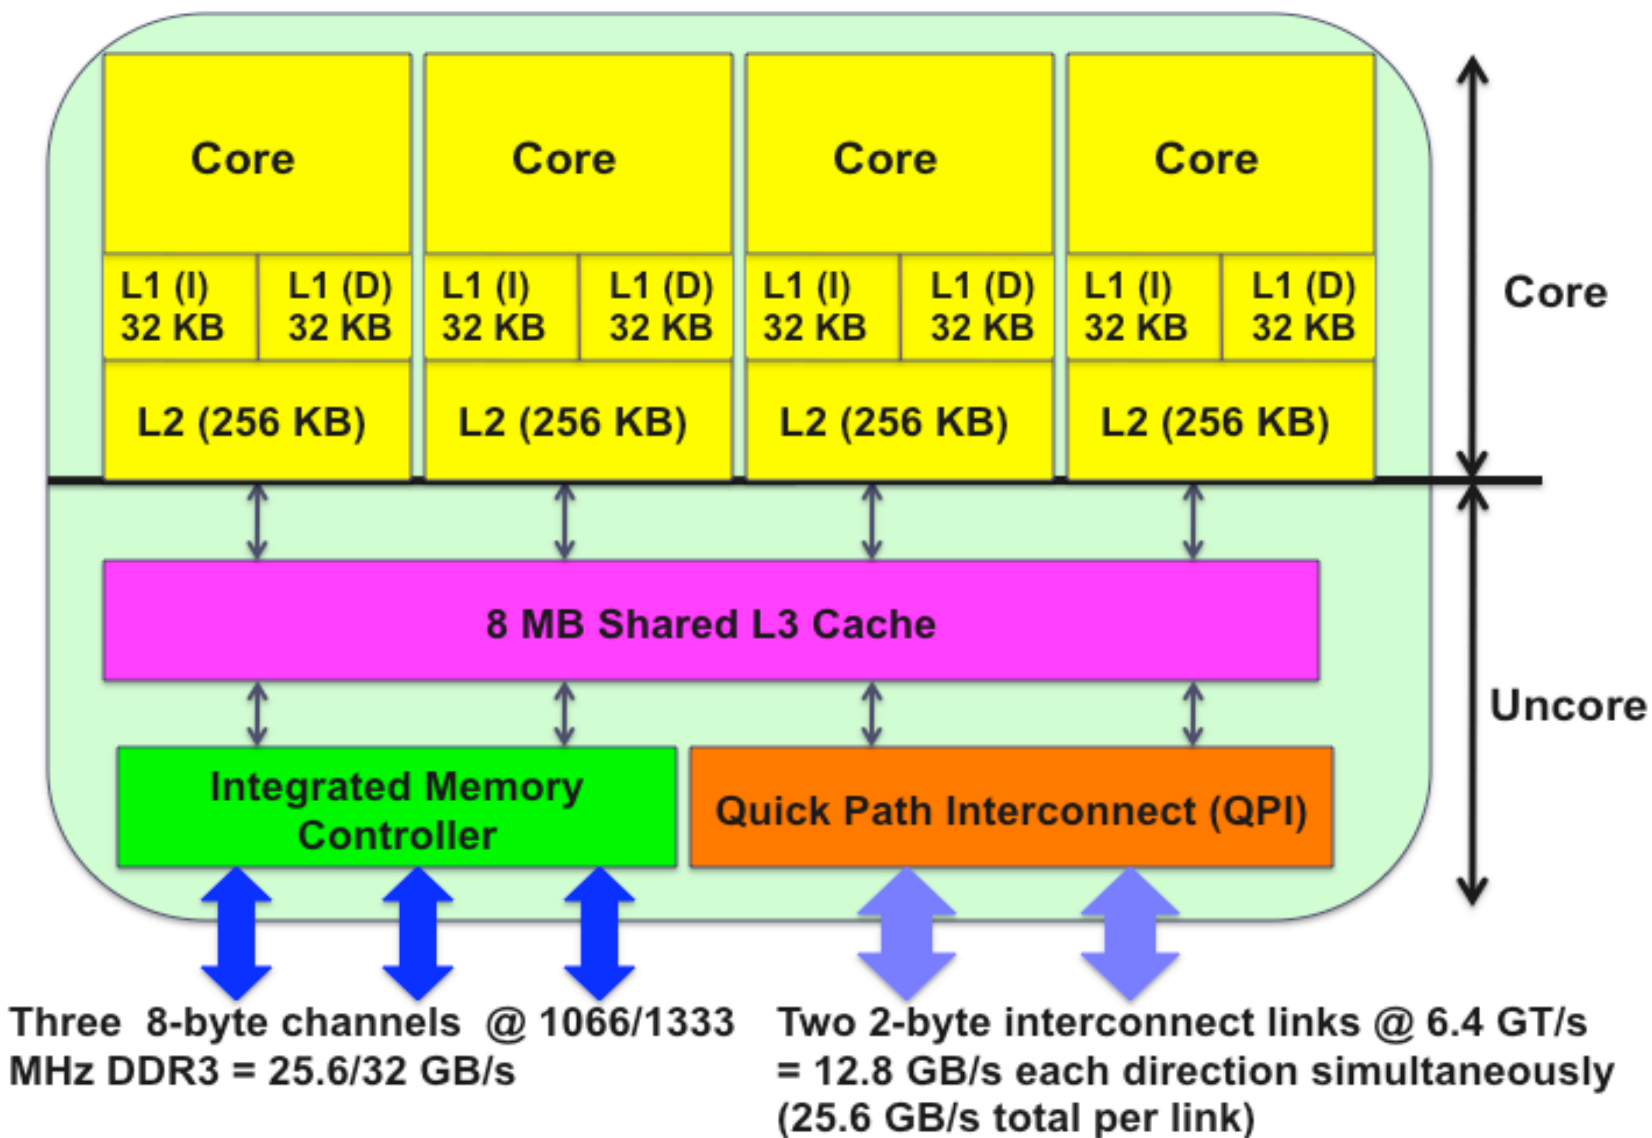 Core
Core
Core
Core
L1 (I)
32 KB
L1 (D)
32 KB
L1 (I)
32 KB
L1 (D)
32 KB
L1 (I)
32 KB
L1 (D)
32 KB
L1 (I)
32 KB
L1 (D)
32 KB
L2 (256 KB)
L2 (256 KB)
L2 (256 KB)
L2 (256 KB)
Core
8 MB Shared L3 Cache
Uncore
Integrated Memory
Controller
Quick Path Interconnect (QPI)
Three 8-byte channels @ 1066/1333
MHz DDR3 = 25.6/32 GB/s
Two 2-byte interconnect links @ 6.4 GT/s
= 12.8 GB/s each direction simultaneously
(25.6 GB/s total per link)